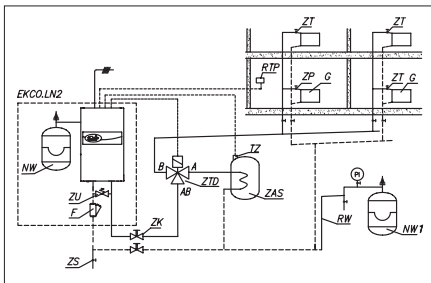 ZT
ZT
RTP
EKCO.LN2
ZP G
ZT G
NW
B A
TZ
ZTD
AB
ZAS
PI
ZU
F
ZK
RW
NW1
ZS